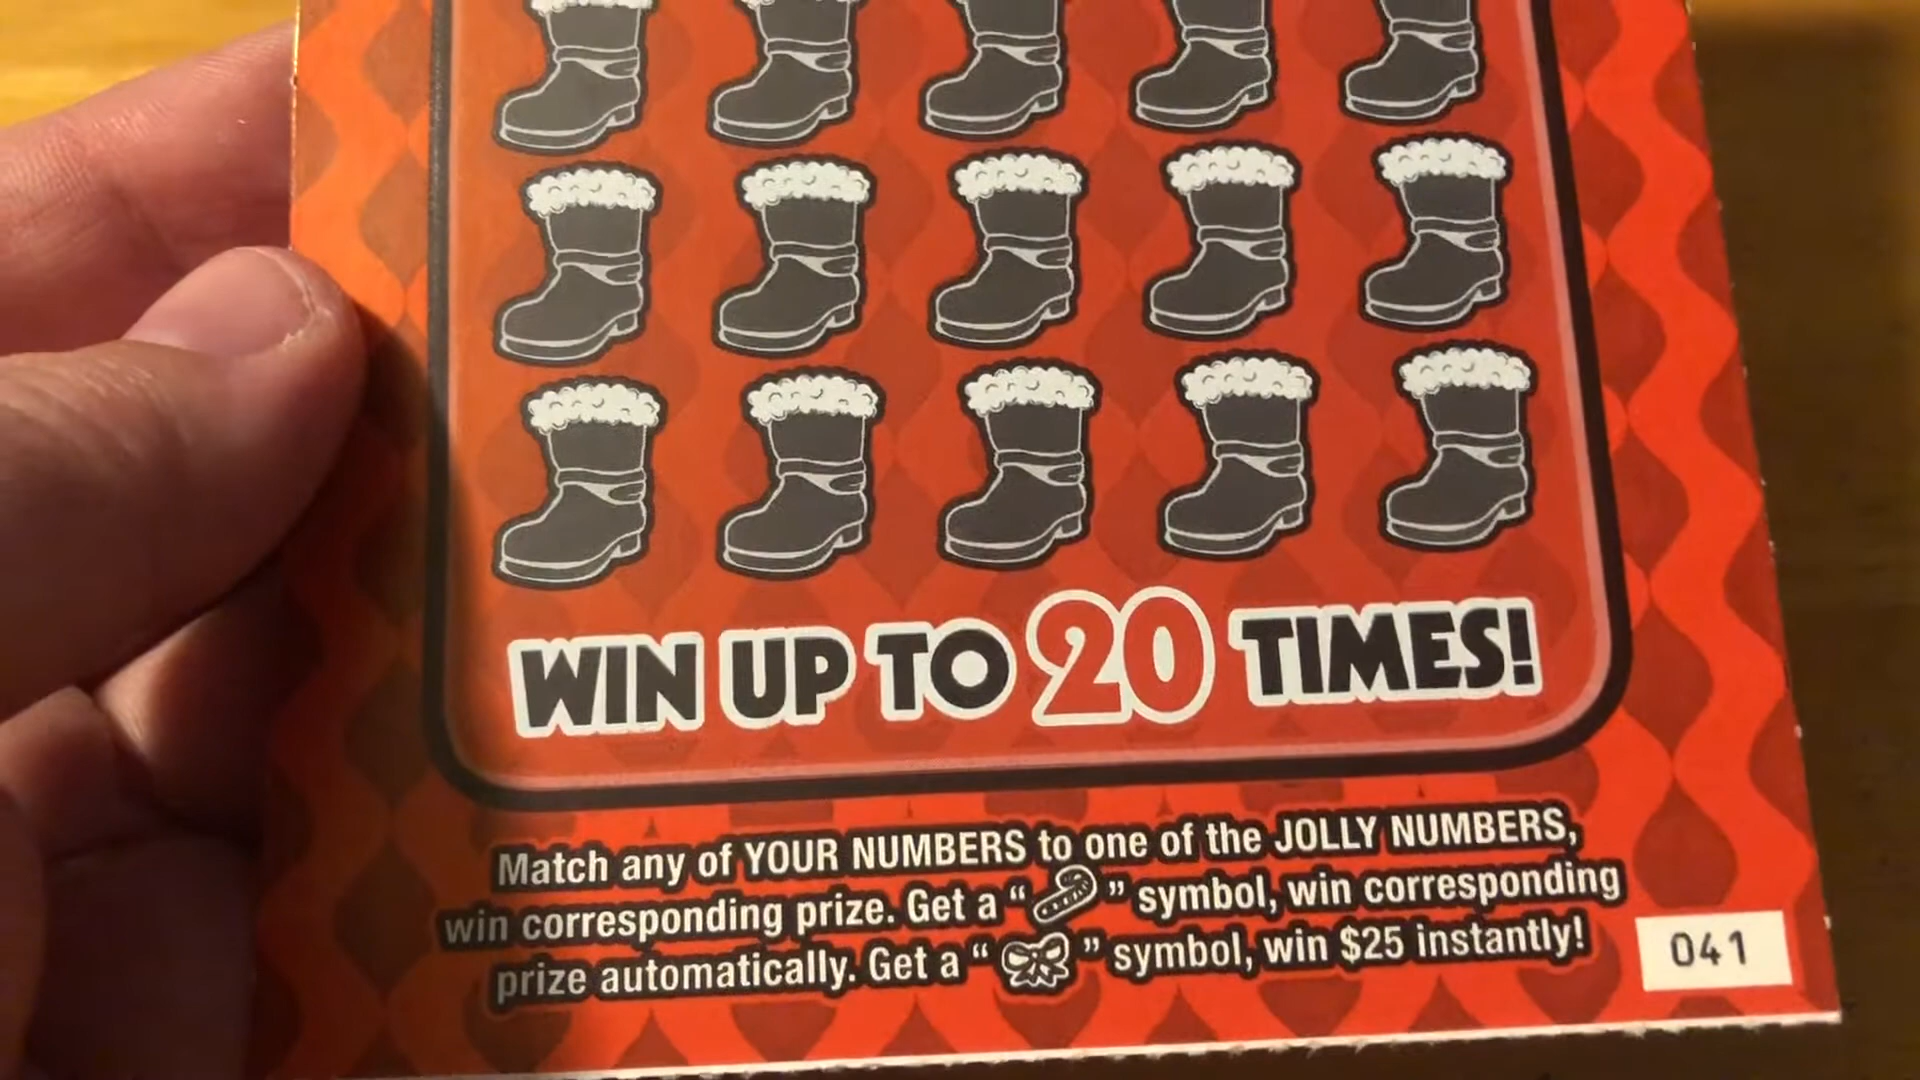 WIN UP TO 20 TIMES!
Match any of YOUR NUMBERS to one of the JOLLY NUMBERS,
win corresponding prize. Get a “ ” symbol, win corresponding
prize automatically. Get a “ ” symbol, win $25 instantly!
041